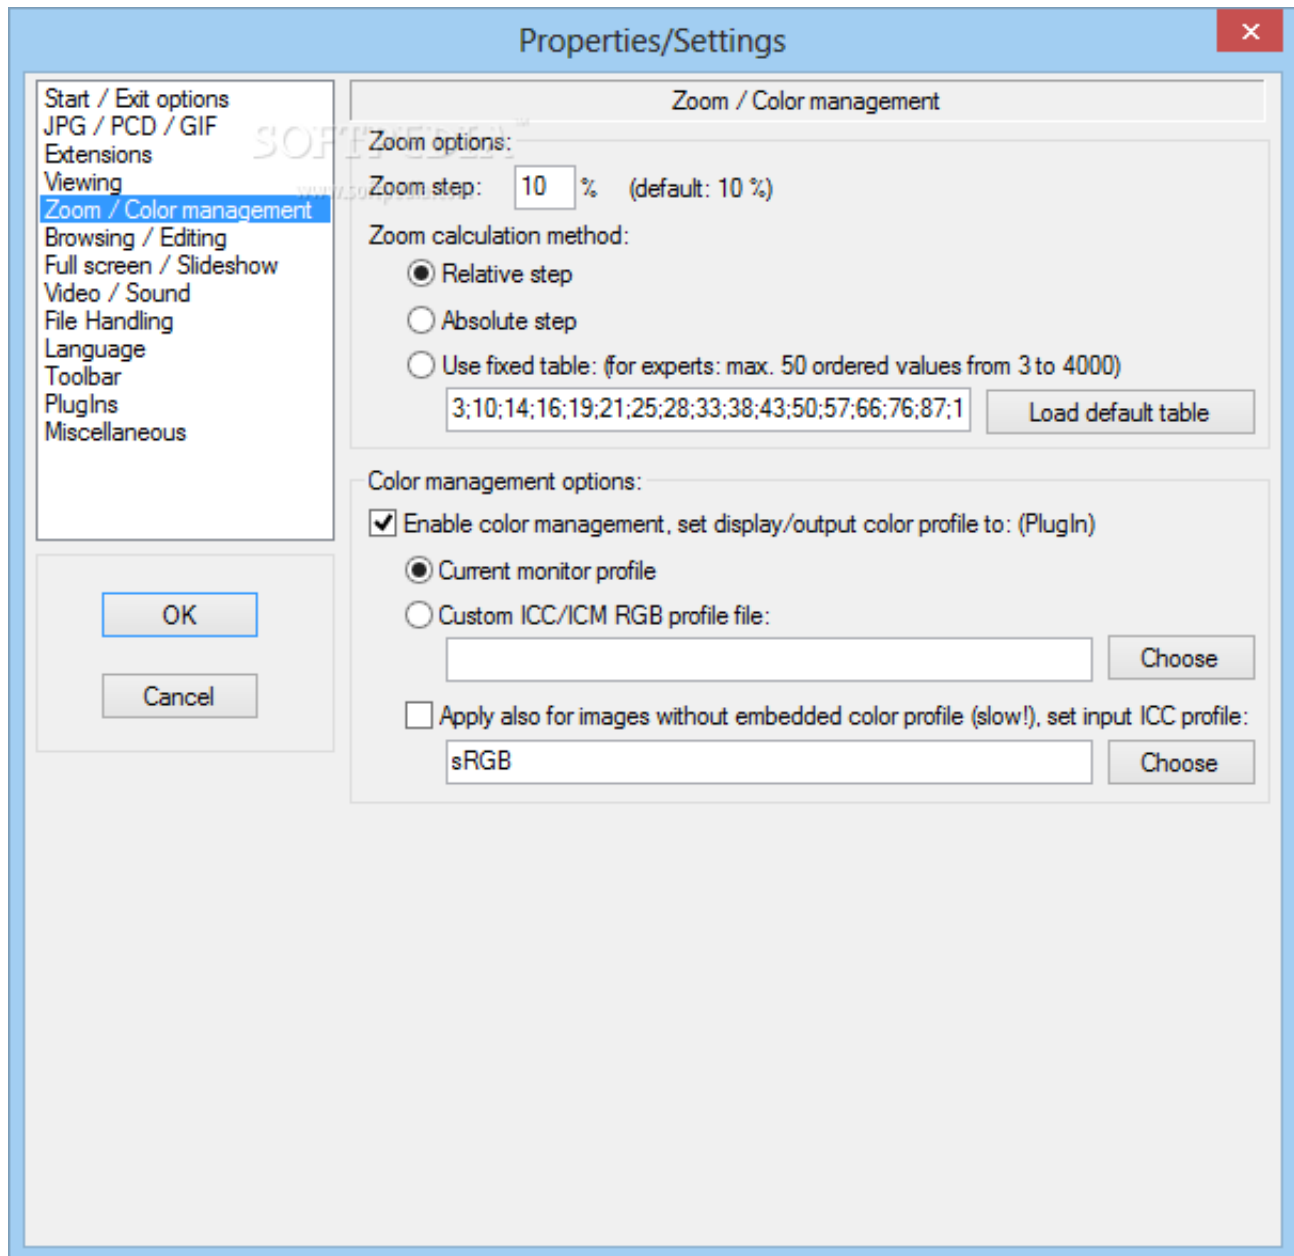 Properties/Settings
Start / Exit options
JPG / PCD / GIF
Extensions
Viewing
Zoom / Color management
Browsing / Editing
Full screen / Slideshow
Video / Sound
File Handling
Language
Toolbar
PlugIns
Miscellaneous
OK
Cancel
Zoom / Color management
SOFTPEDIA™
Zoom options:
Zoom step: 10 % (default: 10 %)
Zoom calculation method:
Relative step
Absolute step
Use fixed table: (for experts: max. 50 ordered values from 3 to 4000)
3;10;14;16;19;21;25;28;33;38;43;50;57;66;76;87;1 Load default table
Color management options:
Enable color management, set display/output color profile to: (PlugIn)
Current monitor profile
Custom ICC/ICM RGB profile file:
Choose
Apply also for images without embedded color profile (slow!), set input ICC profile:
sRGB Choose